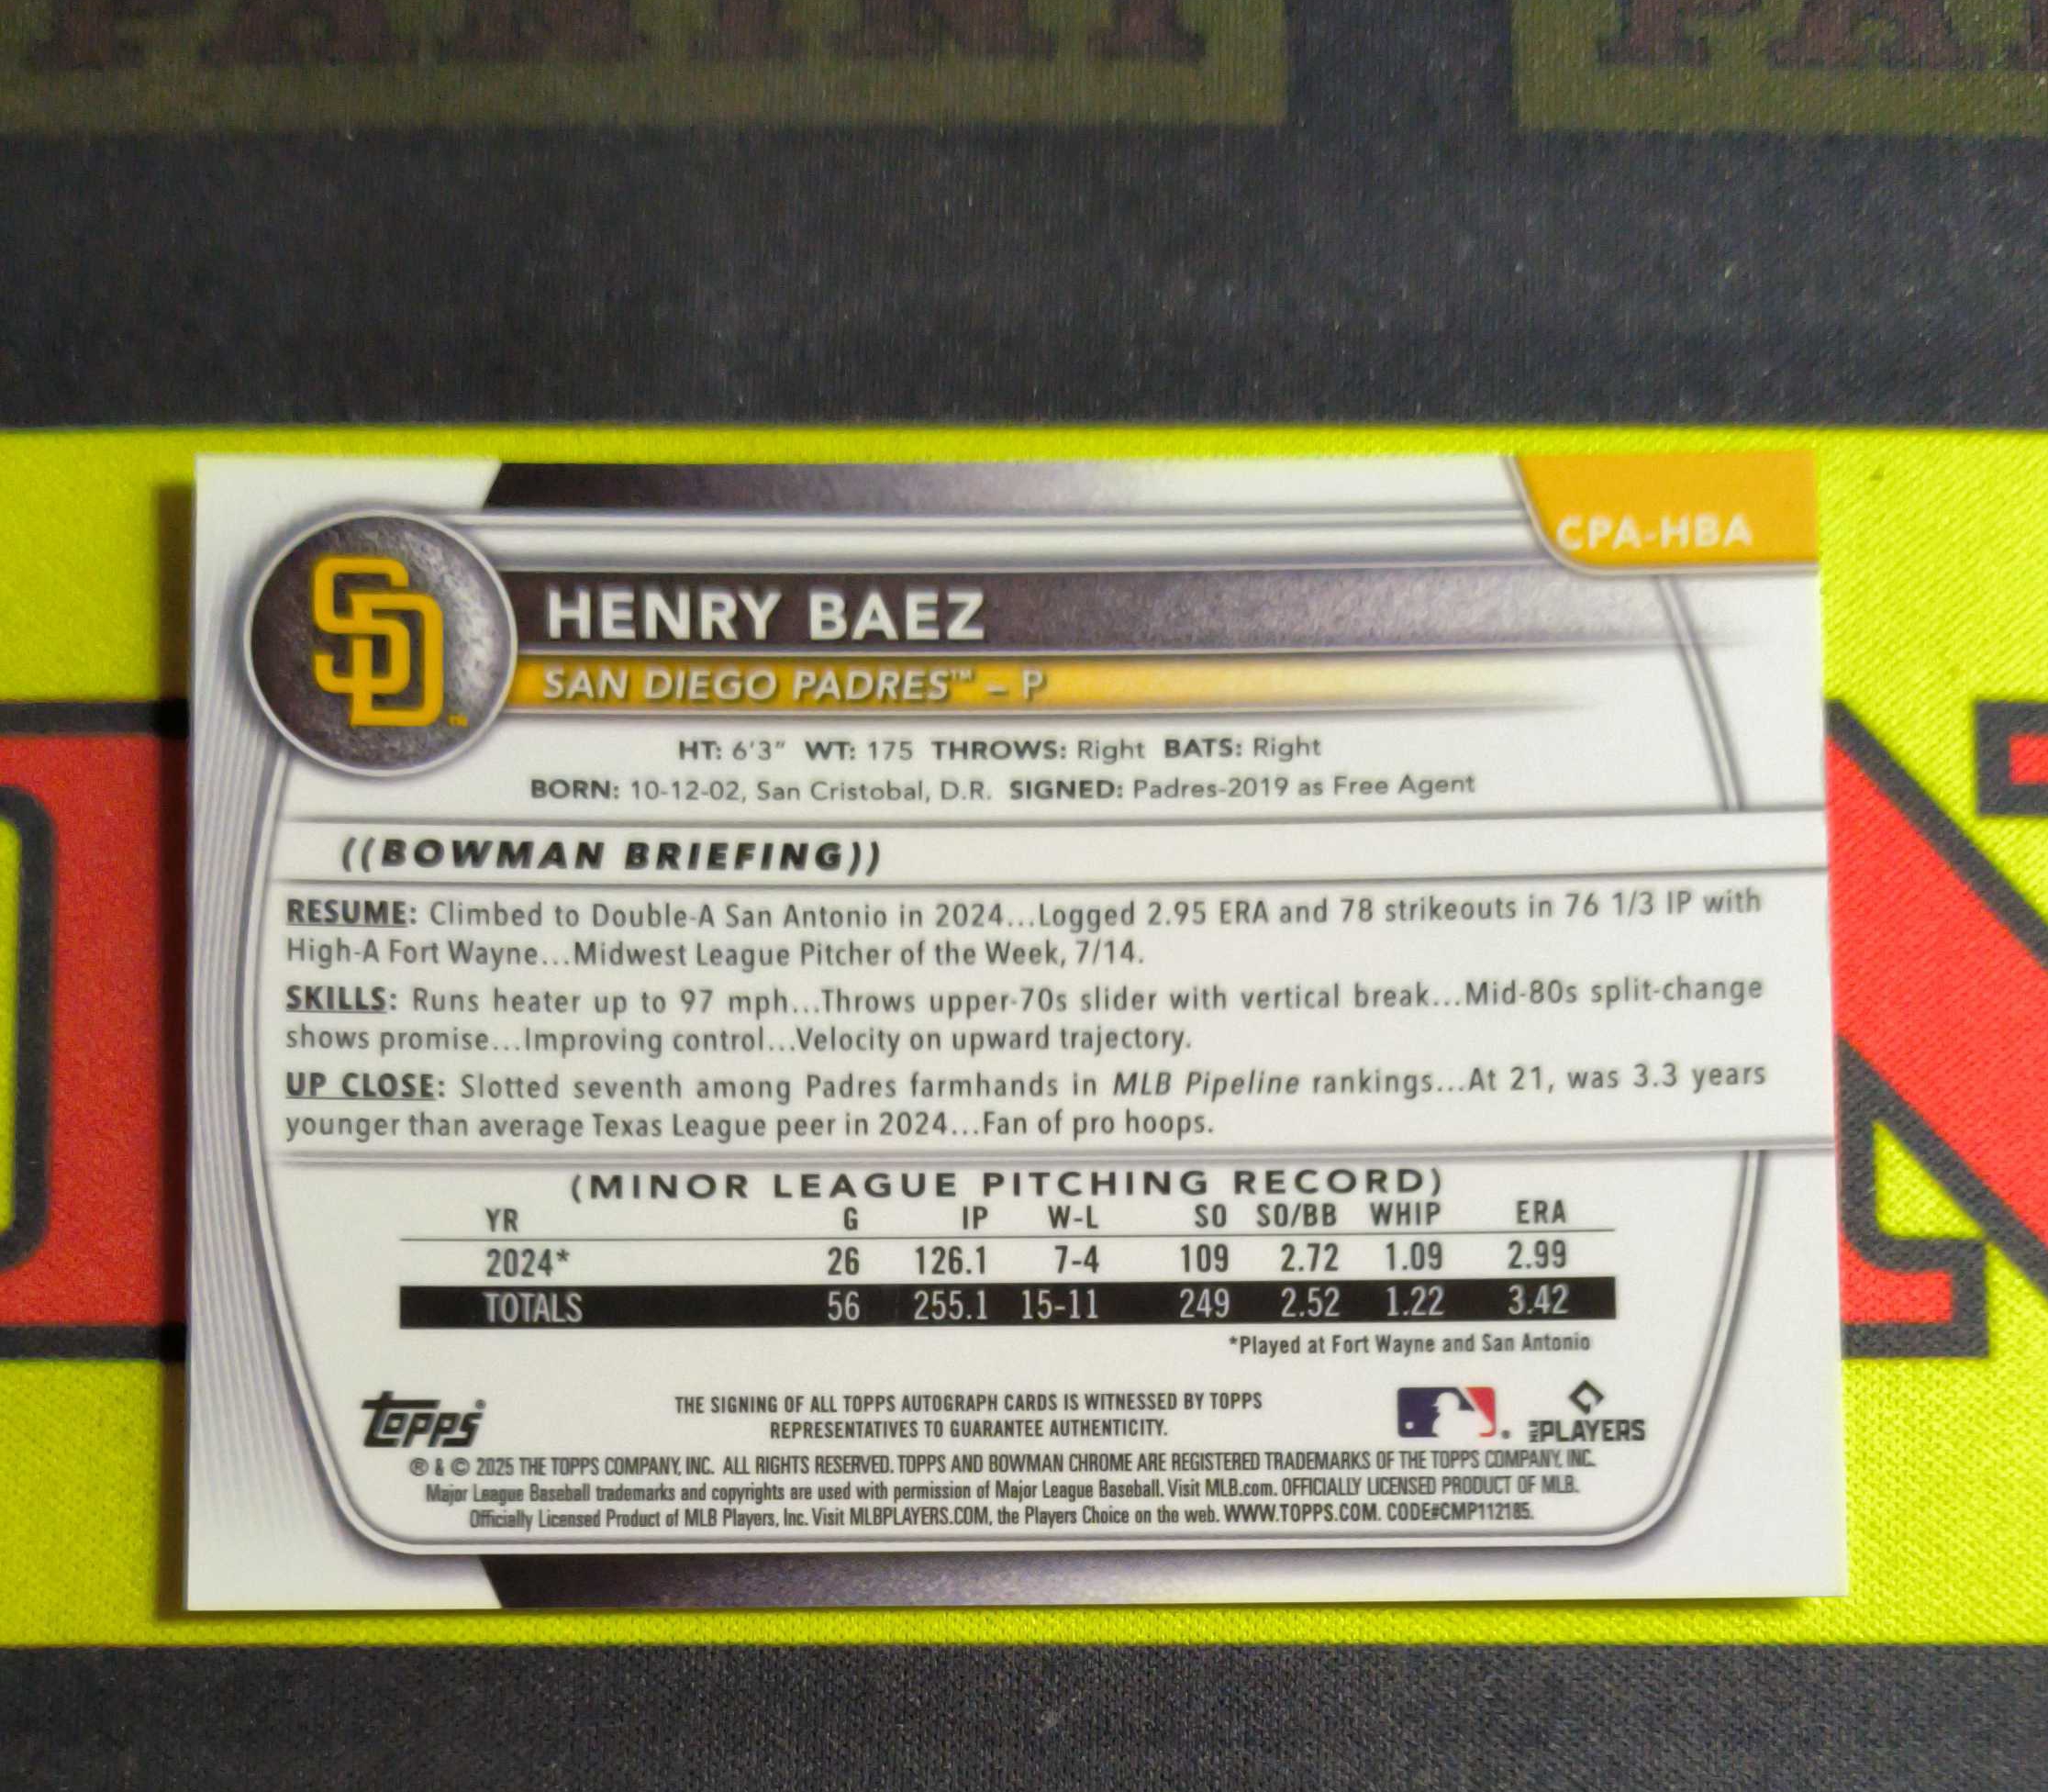 PANINI
CPA-HBA
SD™
HENRY BAEZ
SAN DIEGO PADRES™ – P
HT: 6'3" WT: 175 THROWS: Right BATS: Right
BORN: 10-12-02, San Cristobal, D.R. SIGNED: Padres-2019 as Free Agent
((BOWMAN BRIEFING))
RESUME: Climbed to Double-A San Antonio in 2024...Logged 2.95 ERA and 78 strikeouts in 76 1/3 IP with
High-A Fort Wayne...Midwest League Pitcher of the Week, 7/14.
SKILLS: Runs heater up to 97 mph...Throws upper-70s slider with vertical break...Mid-80s split-change
shows promise...Improving control...Velocity on upward trajectory.
UP CLOSE: Slotted seventh among Padres farmhands in MLB Pipeline rankings...At 21, was 3.3 years
younger than average Texas League peer in 2024...Fan of pro hoops.
(MINOR LEAGUE PITCHING RECORD)
YR G IP W-L SO SO/BB WHIP ERA
2024* 26 126.1 7-4 109 2.72 1.09 2.99
TOTALS 56 255.1 15-11 249 2.52 1.22 3.42
*Played at Fort Wayne and San Antonio
topps®
THE SIGNING OF ALL TOPPS AUTOGRAPH CARDS IS WITNESSED BY TOPPS
REPRESENTATIVES TO GUARANTEE AUTHENTICITY.
MLB PLAYERS
® & © 2025 THE TOPPS COMPANY, INC. ALL RIGHTS RESERVED. TOPPS AND BOWMAN CHROME ARE REGISTERED TRADEMARKS OF THE TOPPS COMPANY, INC.
Major League Baseball trademarks and copyrights are used with permission of Major League Baseball. Visit MLB.com. OFFICIALLY LICENSED PRODUCT OF MLB.
Officially Licensed Product of MLB Players, Inc. Visit MLBPLAYERS.COM, the Players Choice on the web. WWW.TOPPS.COM. CODE#CMP112185.